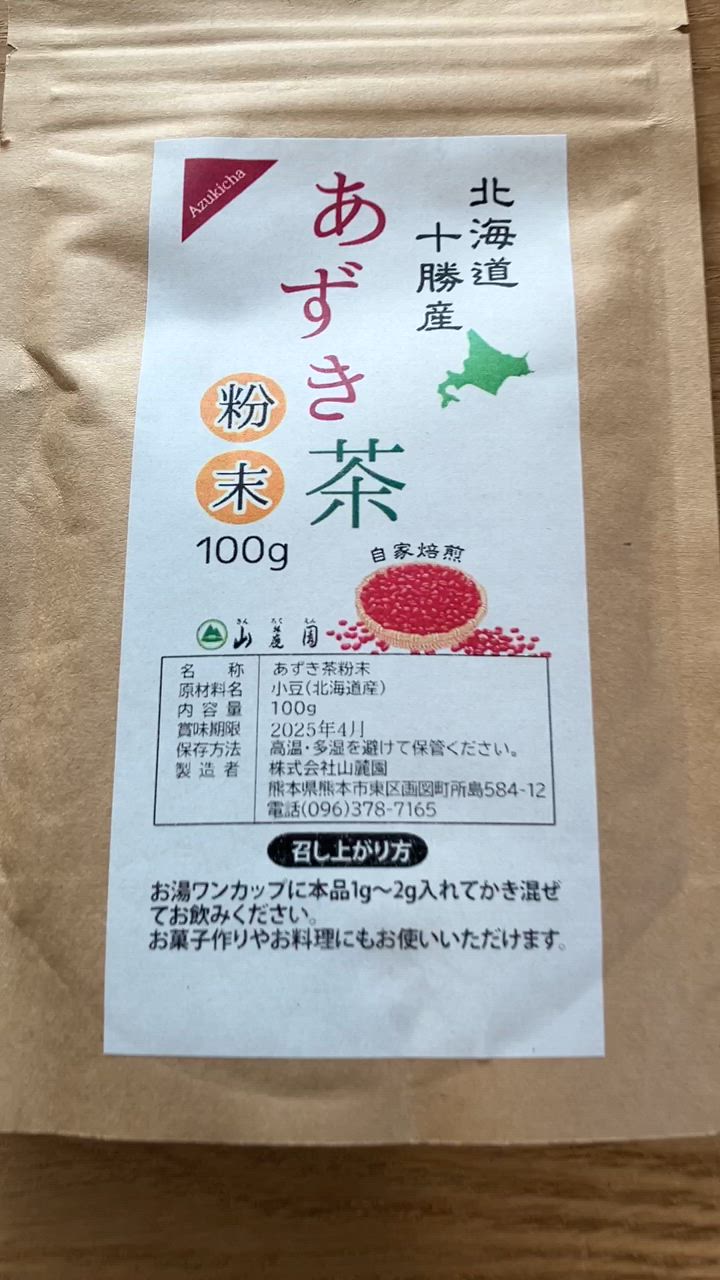 Azukicha
北海道
十勝産
あずき茶
粉末
100g
自家焙煎
さん ろく えん
山麓園
名称 あずき茶粉末
原材料名 小豆(北海道産)
内容量 100g
賞味期限 2025年4月
保存方法 高温・多湿を避けて保管ください。
製造者 株式会社山麓園
熊本県熊本市東区画図町所島584-12
電話(096)378-7165
召し上がり方
お湯ワンカップに本品1g〜2g入れてかき混ぜ
てお飲みください。
お菓子作りやお料理にもお使いいただけます。